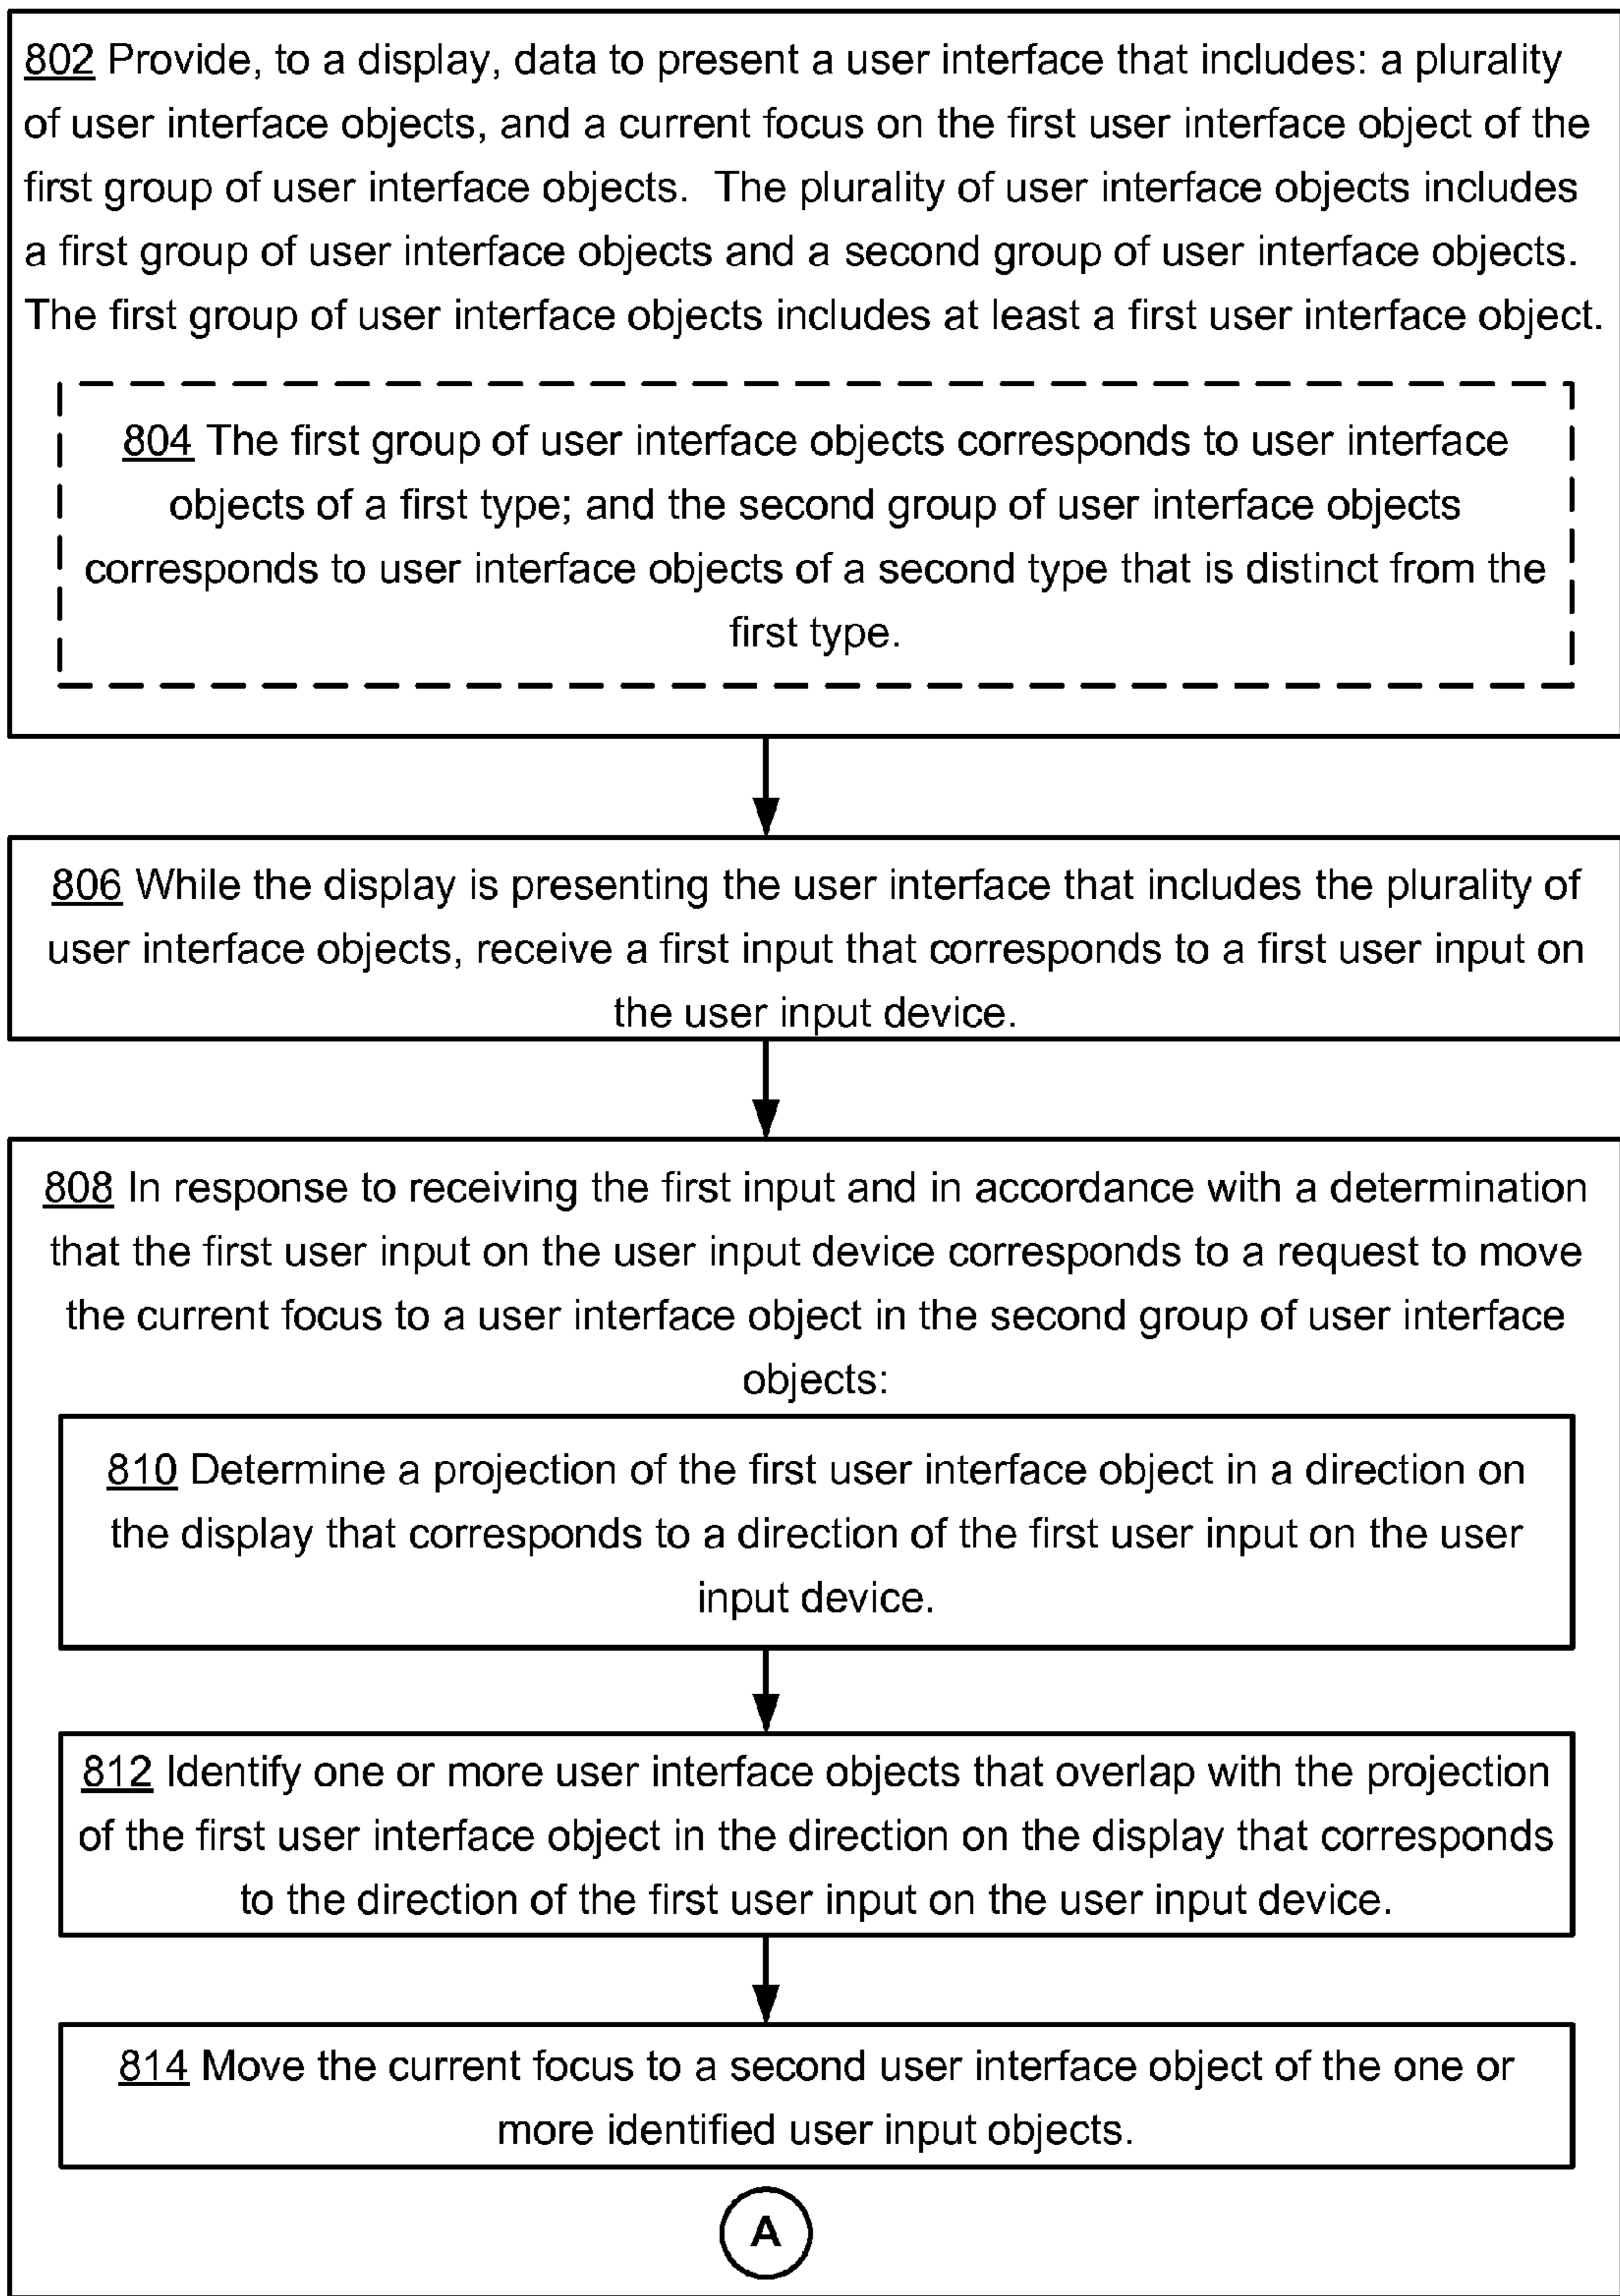 802 Provide, to a display, data to present a user interface that includes: a plurality
of user interface objects, and a current focus on the first user interface object of the
first group of user interface objects.  The plurality of user interface objects includes
a first group of user interface objects and a second group of user interface objects.
The first group of user interface objects includes at least a first user interface object.
804 The first group of user interface objects corresponds to user interface
objects of a first type; and the second group of user interface objects
corresponds to user interface objects of a second type that is distinct from the
first type.
806 While the display is presenting the user interface that includes the plurality of
user interface objects, receive a first input that corresponds to a first user input on
the user input device.
808 In response to receiving the first input and in accordance with a determination
that the first user input on the user input device corresponds to a request to move
the current focus to a user interface object in the second group of user interface
objects:
810 Determine a projection of the first user interface object in a direction on
the display that corresponds to a direction of the first user input on the user
input device.
812 Identify one or more user interface objects that overlap with the projection
of the first user interface object in the direction on the display that corresponds
to the direction of the first user input on the user input device.
814 Move the current focus to a second user interface object of the one or
more identified user input objects.
A